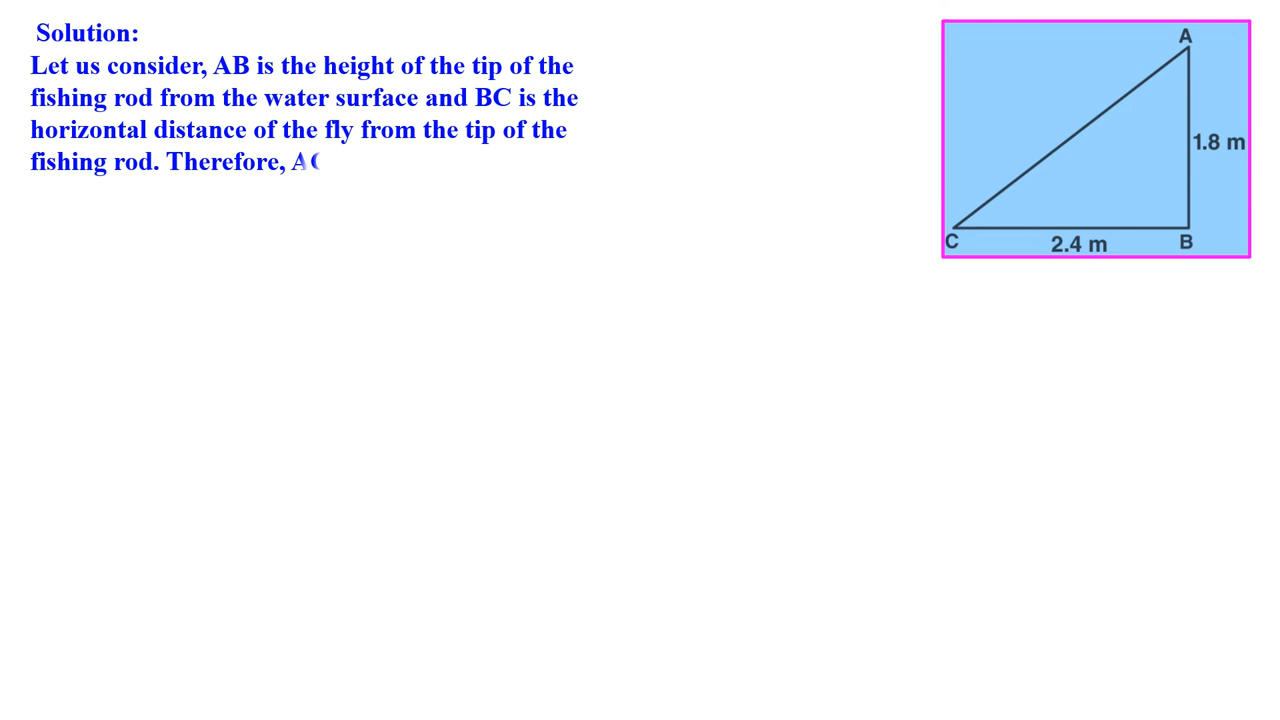 Solution:
Let us consider, AB is the height of the tip of the
fishing rod from the water surface and BC is the
horizontal distance of the fly from the tip of the
fishing rod. Therefore,
A
1.8 m
C
2.4 m
B